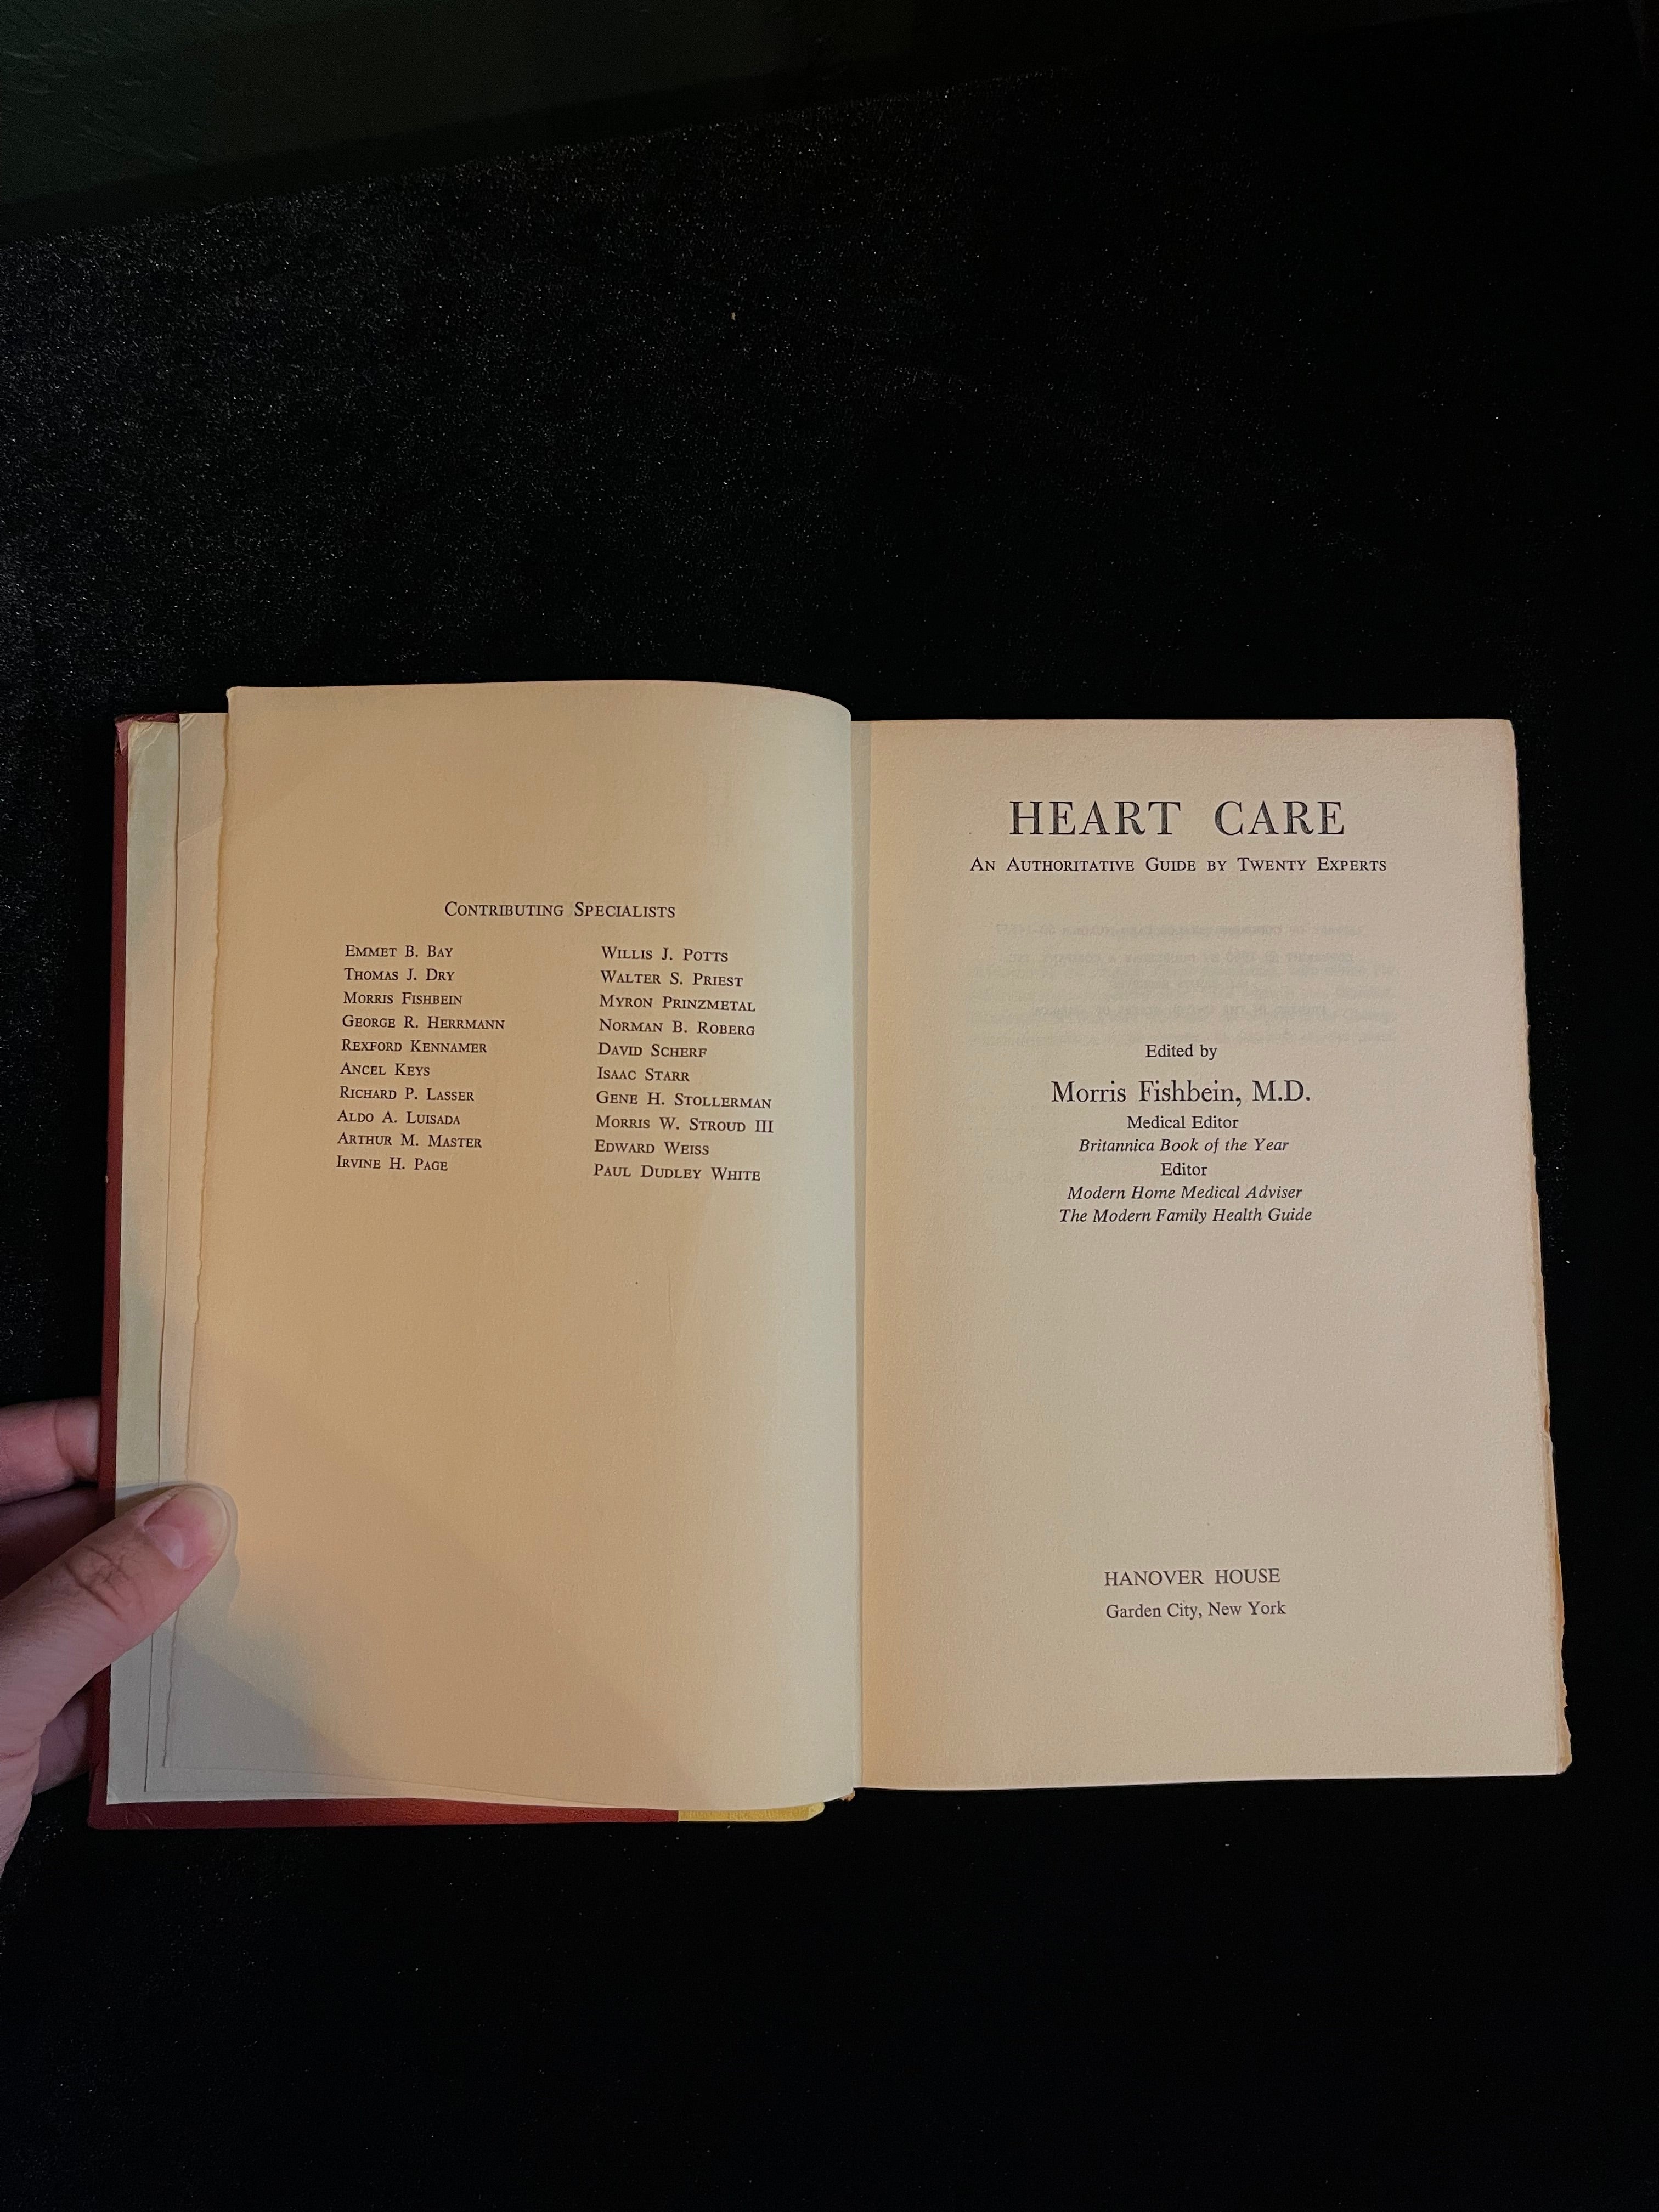 Contributing Specialists
Emmet B. Bay
Thomas J. Dry
Morris Fishbein
George R. Herrmann
Rexford Kennamer
Ancel Keys
Richard P. Lasser
Aldo A. Luisada
Arthur M. Master
Irvine H. Page
Willis J. Potts
Walter S. Priest
Myron Prinzmetal
Norman B. Roberg
David Scherf
Isaac Starr
Gene H. Stollerman
Morris W. Stroud III
Edward Weiss
Paul Dudley White
HEART CARE
An Authoritative Guide by Twenty Experts
Edited by
Morris Fishbein, M.D.
Medical Editor
Britannica Book of the Year
Editor
Modern Home Medical Adviser
The Modern Family Health Guide
HANOVER HOUSE
Garden City, New York